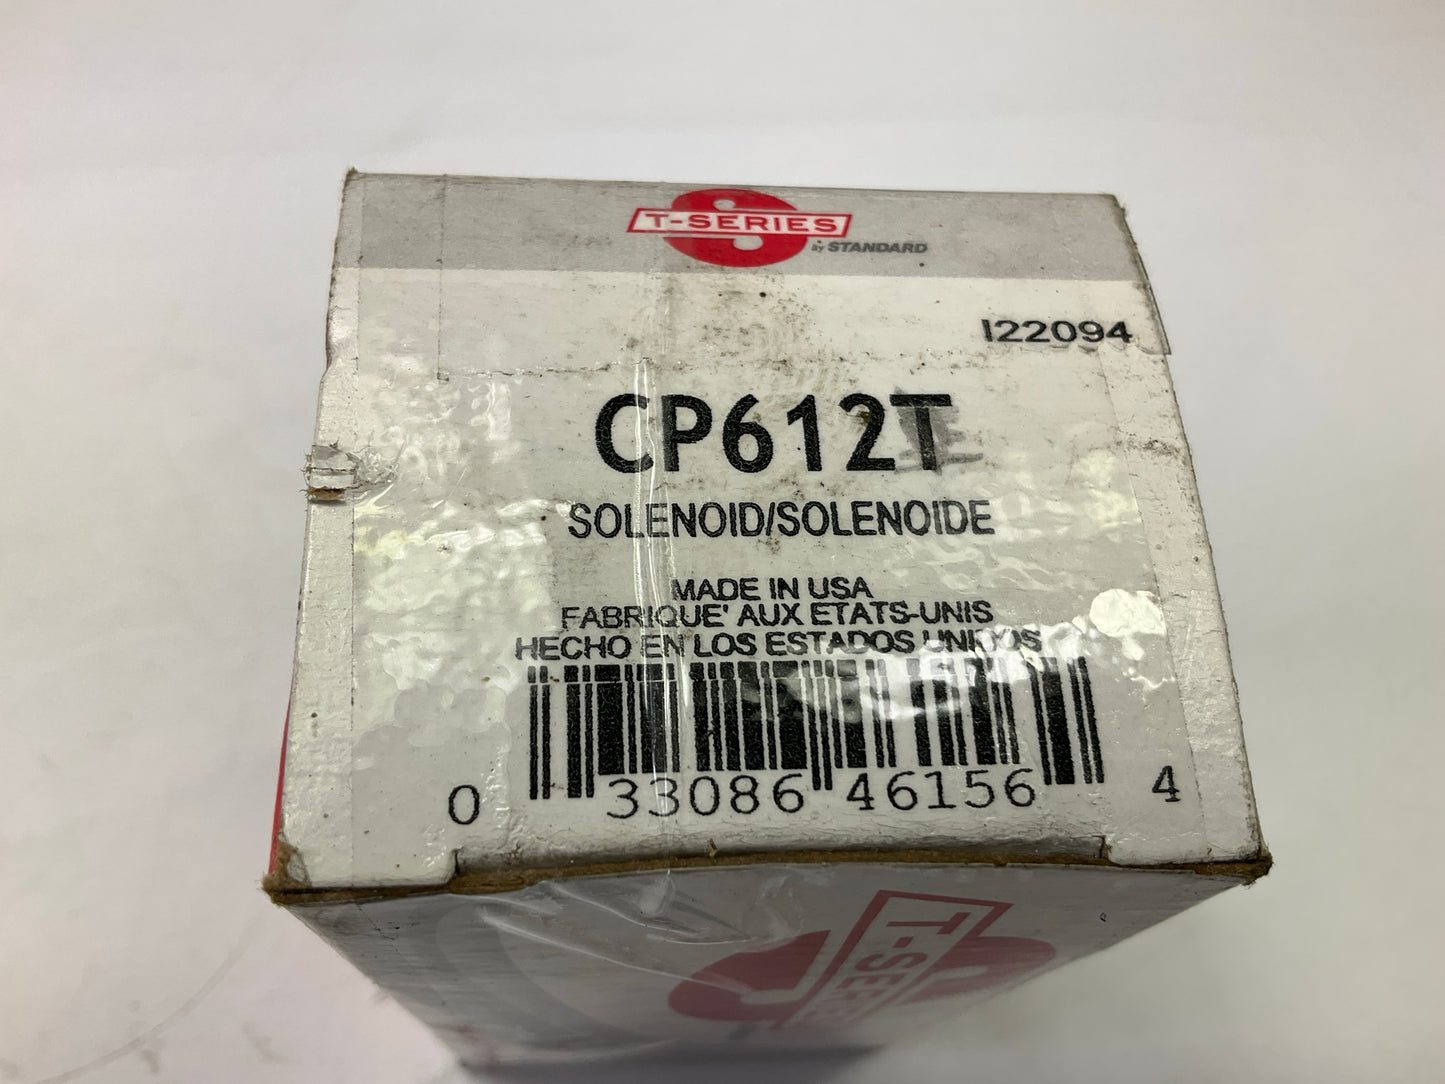 T-SERIES
by STANDARD
I22094
CP612T
SOLENOID/SOLENOIDE
MADE IN USA
FABRIQUE' AUX ETATS-UNIS
HECHO EN LOS ESTADOS UNIDOS
0 33086 46156 4
T-SERI